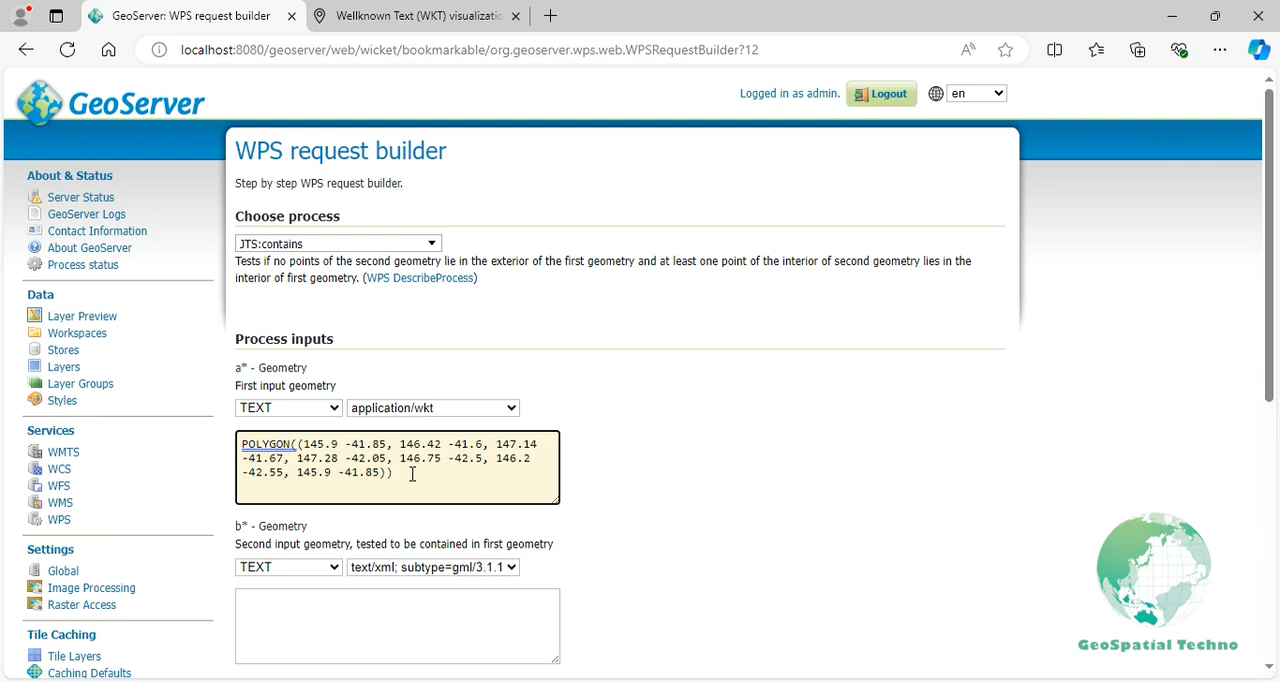 GeoServer: WPS request builder
Wellknown Text (WKT) visualizatio
localhost:8080/geoserver/web/wicket/bookmarkable/org.geoserver.wps.web.WPSRequestBuilder?12
GeoServer
Logged in as admin.
Logout
en
About & Status
Server Status
GeoServer Logs
Contact Information
About GeoServer
Process status
Data
Layer Preview
Workspaces
Stores
Layers
Layer Groups
Styles
Services
WMTS
WCS
WFS
WMS
WPS
Settings
Global
Image Processing
Raster Access
Tile Caching
Tile Layers
Caching Defaults
WPS request builder
Step by step WPS request builder.
Choose process
JTS:contains
Tests if no points of the second geometry lie in the exterior of the first geometry and at least one point of the interior of second geometry lies in the
interior of first geometry. (WPS DescribeProcess)
Process inputs
a* - Geometry
First input geometry
TEXT application/wkt
POLYGON((145.9 -41.85, 146.42 -41.6, 147.14
-41.67, 147.28 -42.05, 146.75 -42.5, 146.2
-42.55, 145.9 -41.85))
b* - Geometry
Second input geometry, tested to be contained in first geometry
TEXT text/xml; subtype=gml/3.1.1
GeoSpatial Techno